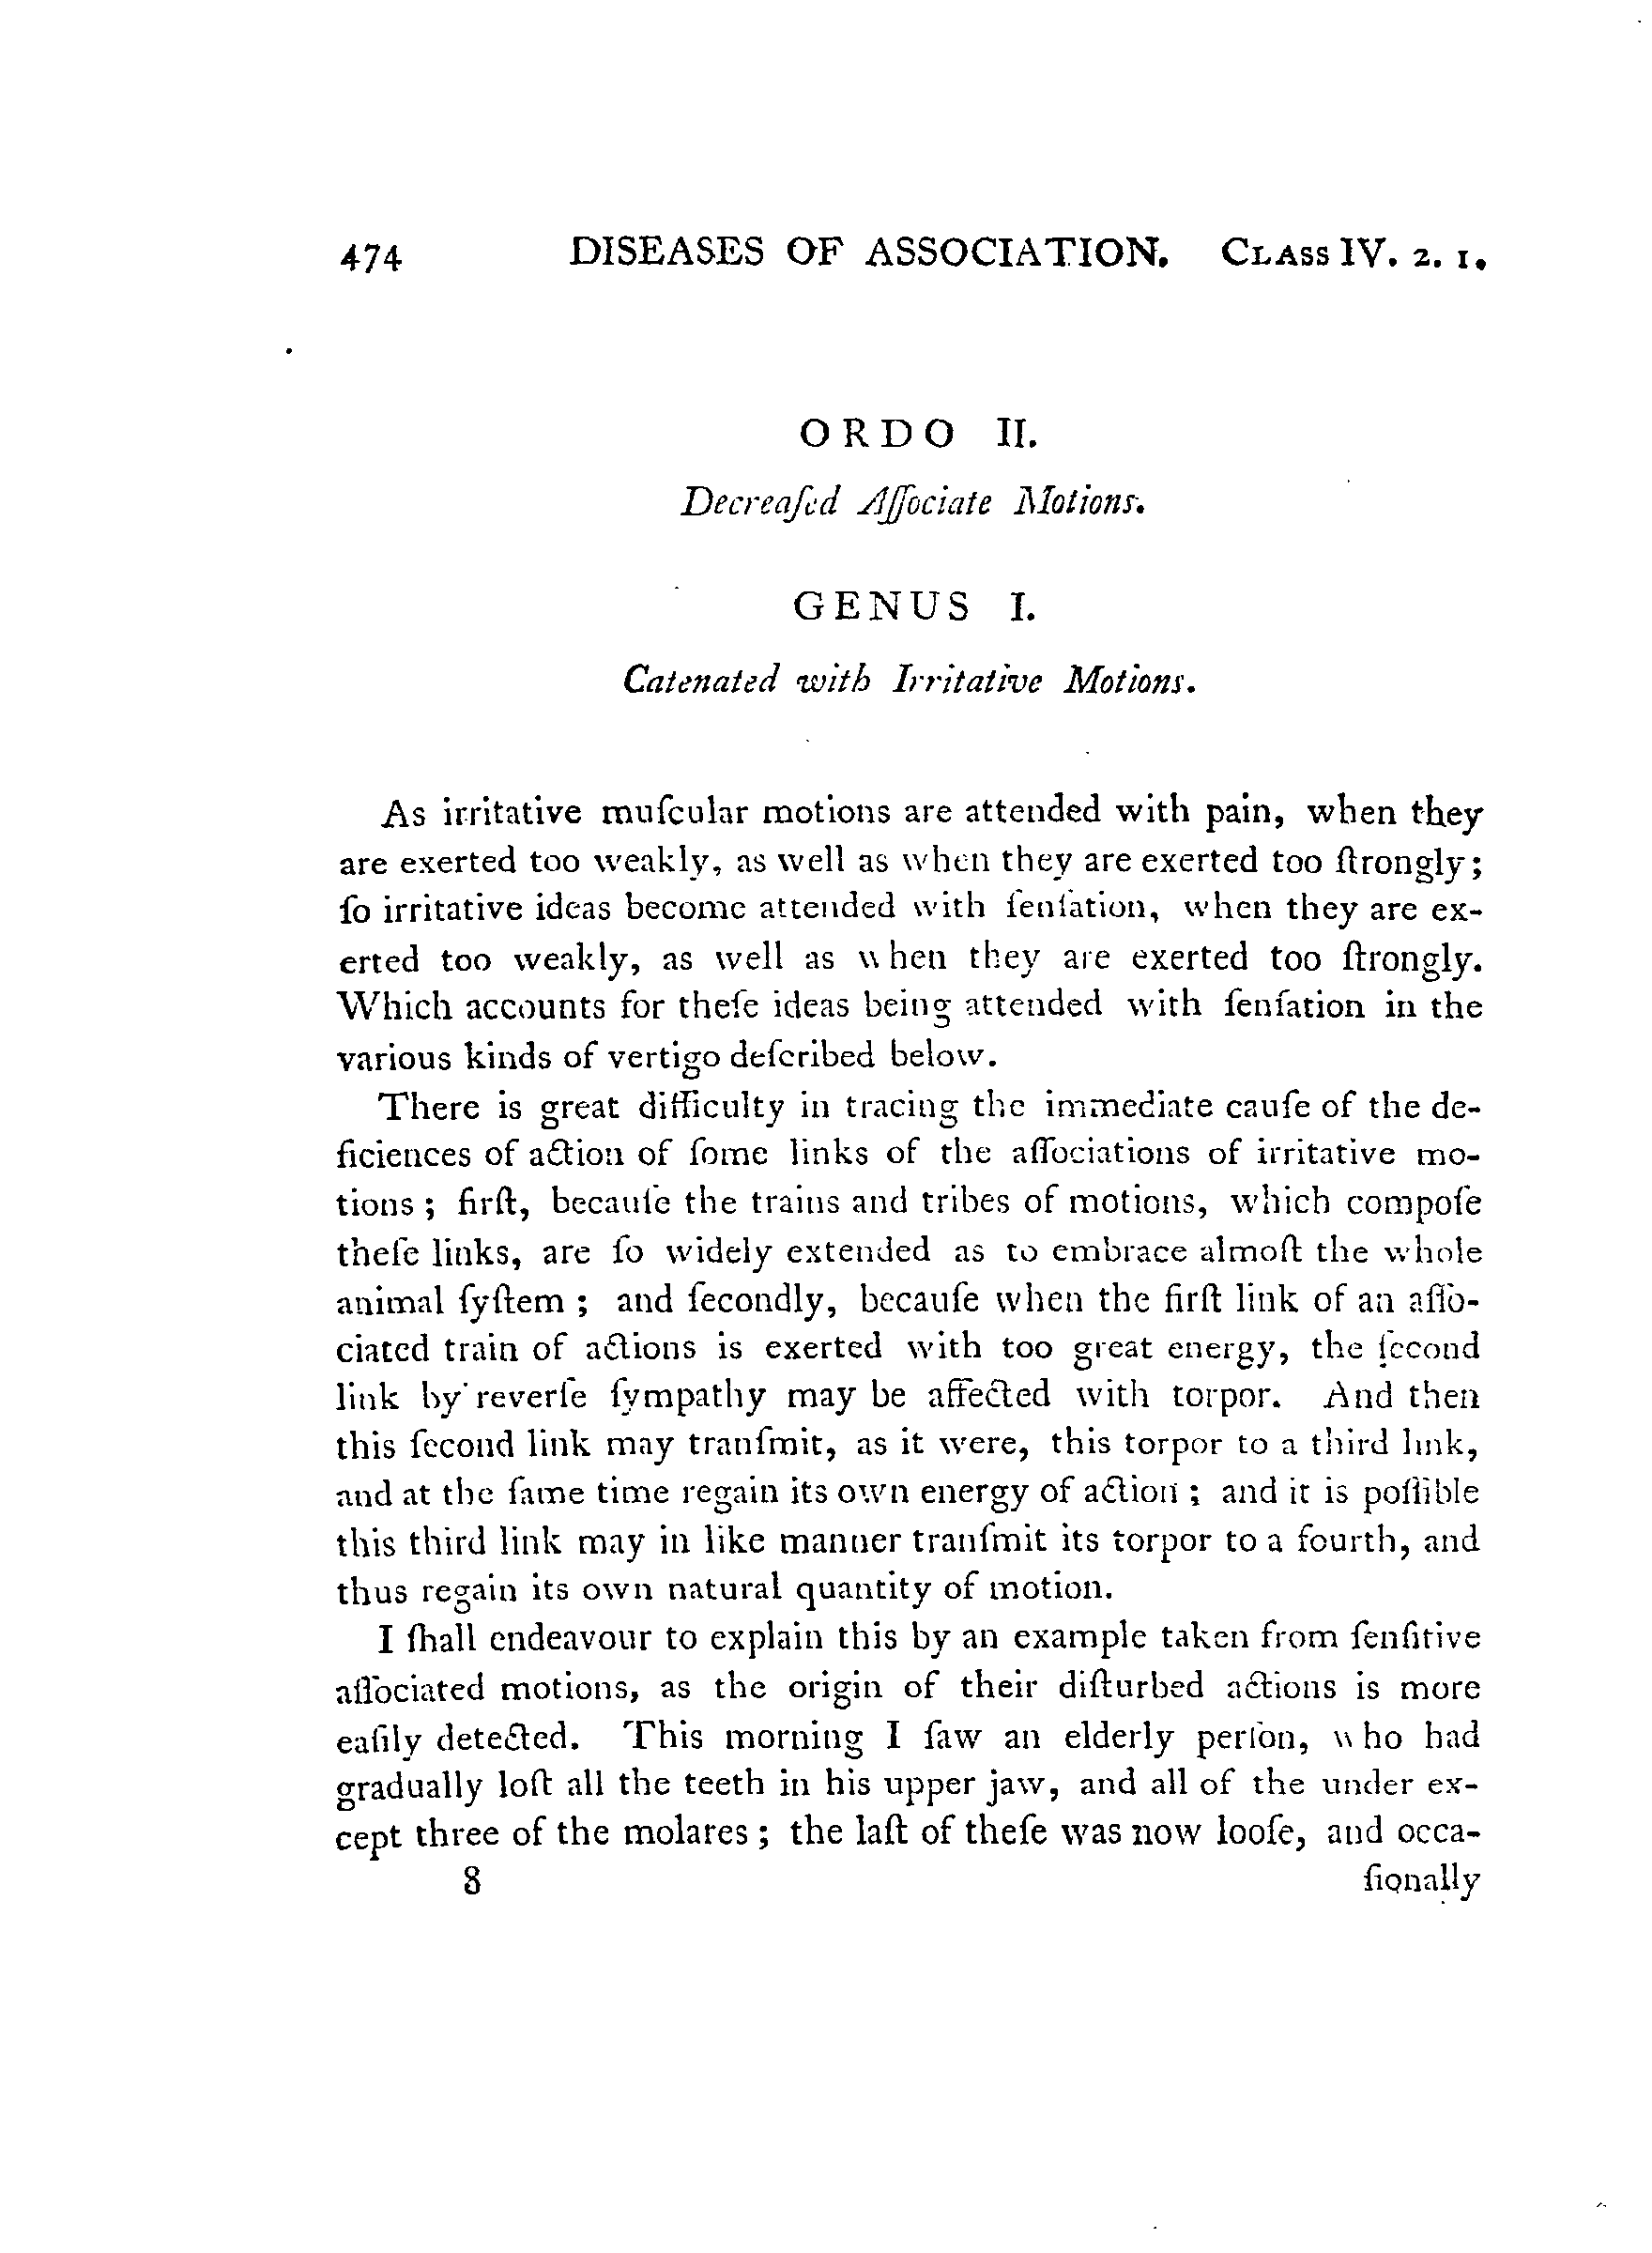 474 DISEASES OF ASSOCIATION. CLASS IV. 2. 1.
ORDO II.
Decreaſed Aſſociate Motions.
GENUS I.
Catenated with Irritative Motions.
As irritative muſcular motions are attended with pain, when they
are exerted too weakly, as well as when they are exerted too ſtrongly;
ſo irritative ideas become attended with ſenſation, when they are ex-
erted too weakly, as well as when they are exerted too ſtrongly.
Which accounts for theſe ideas being attended with ſenſation in the
various kinds of vertigo deſcribed below.
There is great difficulty in tracing the immediate cauſe of the de-
ficiences of action of ſome links of the aſſociations of irritative mo-
tions; firſt, becauſe the trains and tribes of motions, which compoſe
theſe links, are ſo widely extended as to embrace almoſt the whole
animal ſyſtem; and ſecondly, becauſe when the firſt link of an aſſo-
ciated train of actions is exerted with too great energy, the ſecond
link by reverſe ſympathy may be affected with torpor. And then
this ſecond link may tranſmit, as it were, this torpor to a third link,
and at the ſame time regain its own energy of action; and it is poſſible
this third link may in like manner tranſmit its torpor to a fourth, and
thus regain its own natural quantity of motion.
I ſhall endeavour to explain this by an example taken from ſenſitive
aſſociated motions, as the origin of their diſturbed actions is more
eaſily detected. This morning I ſaw an elderly perſon, who had
gradually loſt all the teeth in his upper jaw, and all of the under ex-
cept three of the molares; the laſt of theſe was now looſe, and occa-
8 ſionally